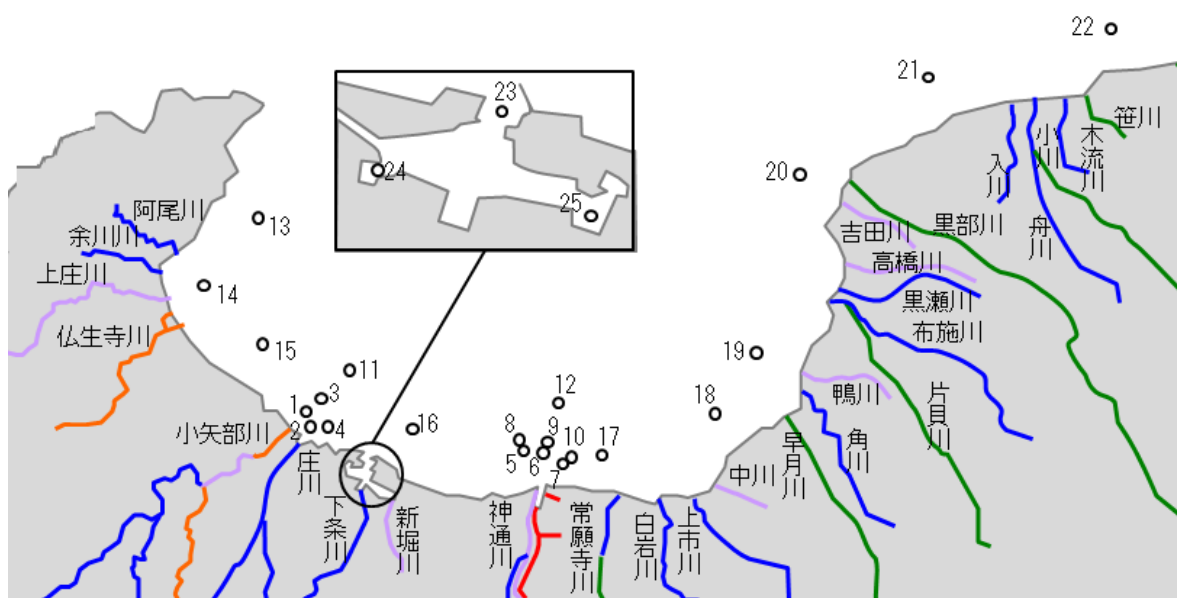 22
21
23
笹川
小川
木流川
入川
24
20
25
阿尾川
13
余川川
吉田川
黒部川
舟川
上庄川
高橋川
14
黒瀬川
仏生寺川
布施川
15
19
11
3
12
鴨川
片貝川
1
18
2
4
16
8
9
小矢部川
5
6
10
17
7
早月川
角川
庄川
中川
下条川
新堀川
神通川
常願寺川
白岩川
上市川